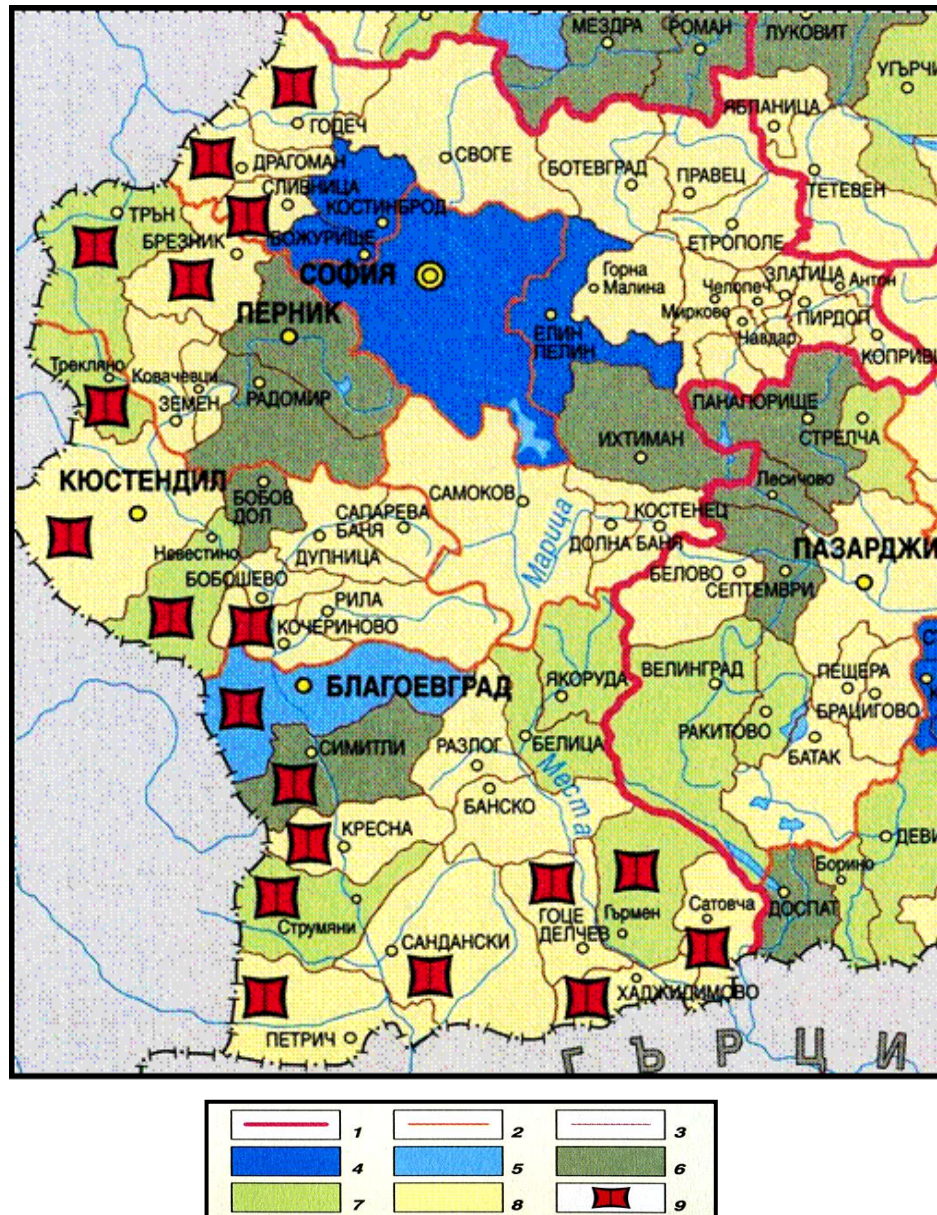 МЕЗДРА
РОМАН
ЛУКОВИТ
УГЪРЧИ
ЯБЛАНИЦА
ГОДЕЧ
СВОГЕ
ДРАГОМАН
БОТЕВГРАД
ПРАВЕЦ
ТЕТЕВЕН
СЛИВНИЦА
КОСТИНБРОД
ТРЪН
БРЕЗНИК
БОЖУРИЩЕ
ЕТРОПОЛЕ
СОФИЯ
Горна
Малина
Челопеч
ЗЛАТИЦА
Антон
Мирково
ПИРДОП
Чавдар
ПЕРНИК
ЕЛИН
ПЕЛИН
КОПРИВ
Трекляно
Ковачевци
ЗЕМЕН
РАДОМИР
ПАНАГЮРИЩЕ
СТРЕЛЧА
ИХТИМАН
КЮСТЕНДИЛ
БОБОВ
ДОЛ
САПАРЕВА
БАНЯ
САМОКОВ
Лесичово
КОСТЕНЕЦ
ДОЛНА БАНЯ
Марица
Невестино
ДУПНИЦА
ПАЗАРДЖИ
БОБОШЕВО
БЕЛОВО
СЕПТЕМВРИ
РИЛА
КОЧЕРИНОВО
БЛАГОЕВГРАД
ЯКОРУДА
ВЕЛИНГРАД
ПЕЩЕРА
БРАЦИГОВО
РАКИТОВО
БАТАК
СИМИТЛИ
РАЗЛОГ
БЕЛИЦА
Места
БАНСКО
КРЕСНА
ДЕВИ
Борино
ДОСПАТ
Струмяни
ГОЦЕ
ДЕЛЧЕВ
Гърмен
Сатовча
САНДАНСКИ
ХАДЖИДИМОВО
ПЕТРИЧ
ГЪРЦИ
1 2 3
4 5 6
7 8 9